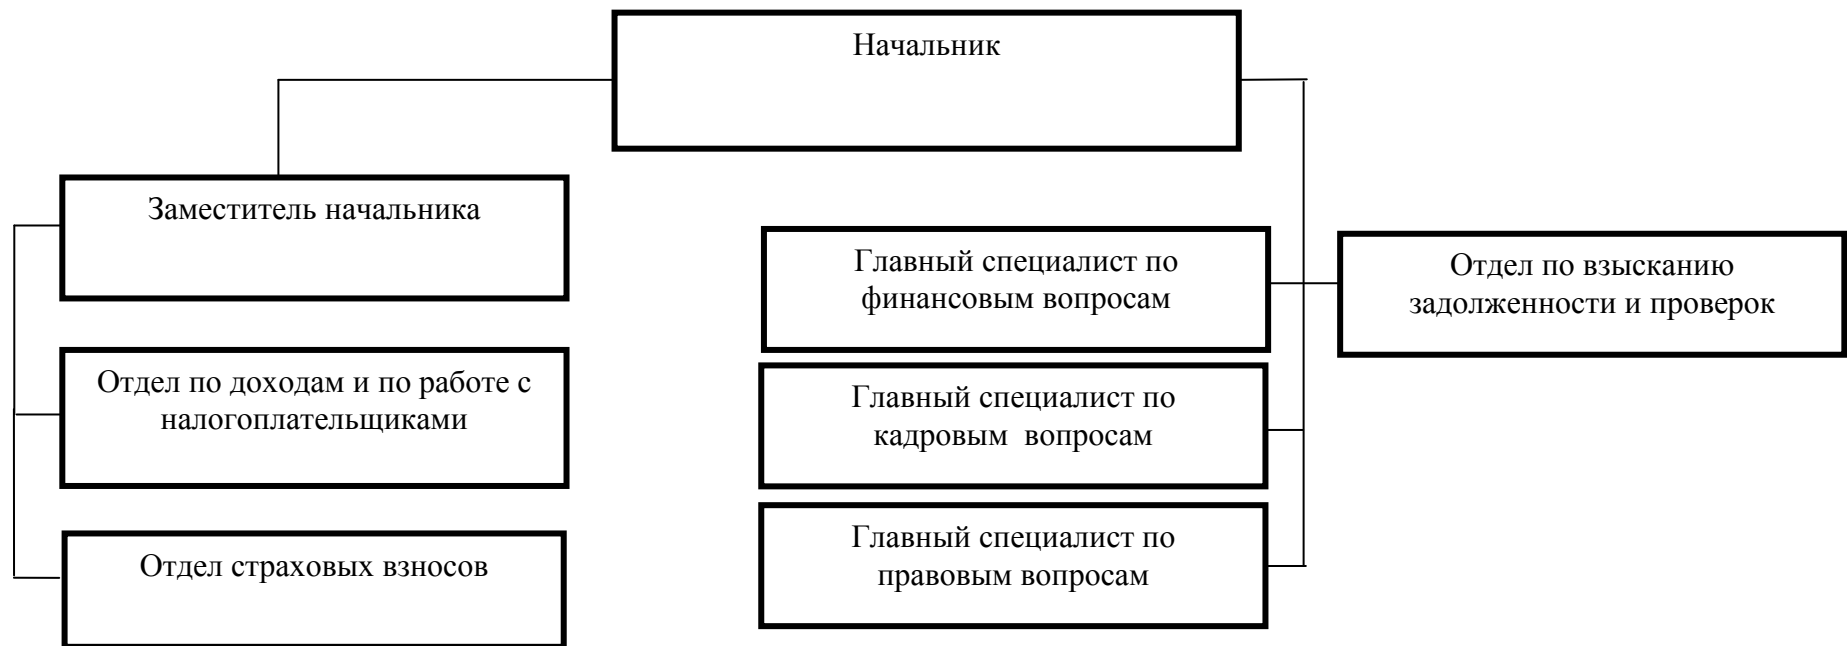 Начальник
Заместитель начальника
Главный специалист по
финансовым вопросам
Отдел по взысканию
задолженности и проверок
Отдел по доходам и по работе с
налогоплательщиками
Главный специалист по
кадровым вопросам
Отдел страховых взносов
Главный специалист по
правовым вопросам